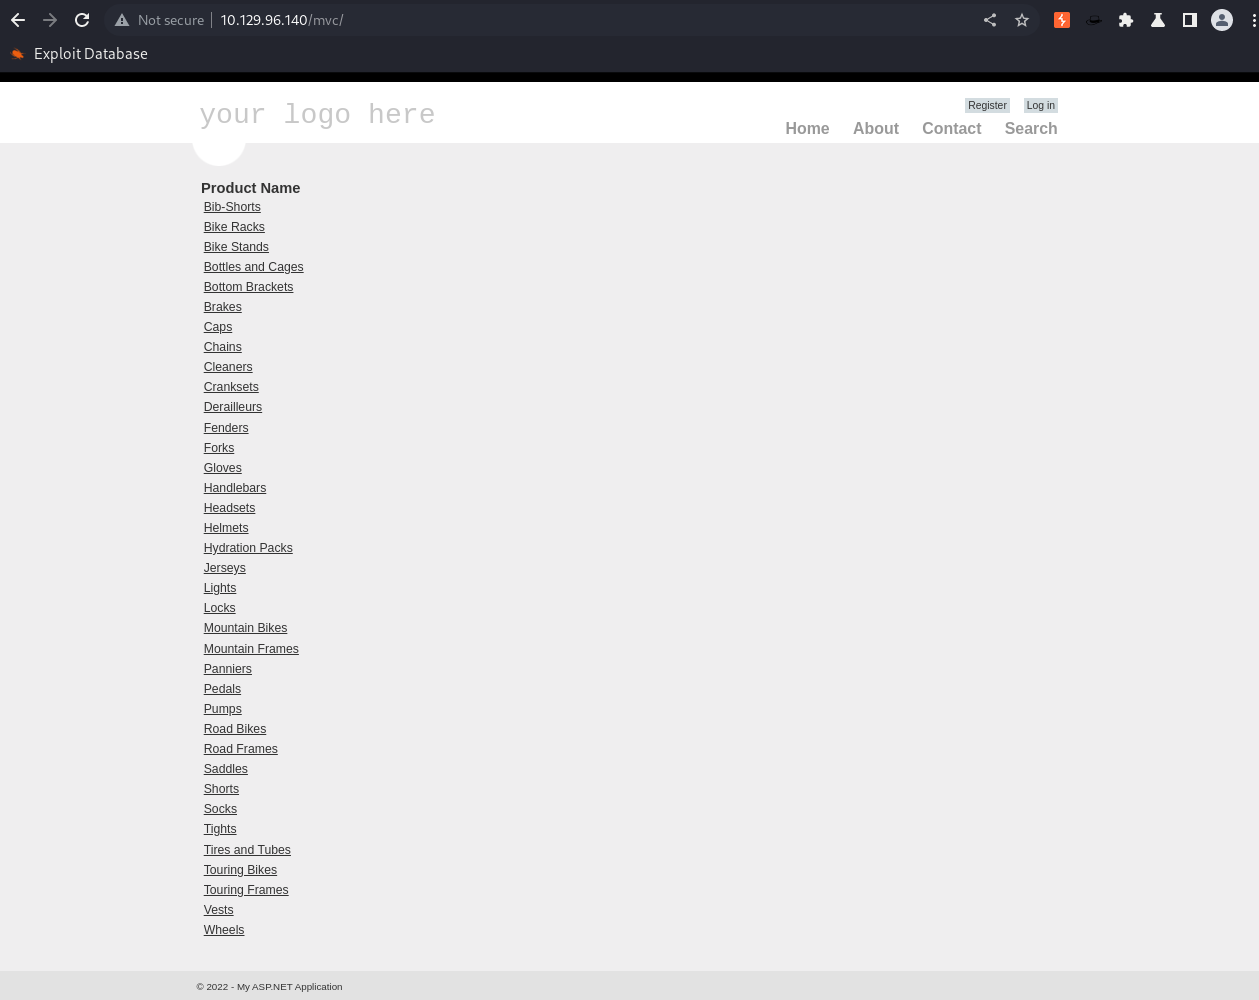 Not secure | 10.129.96.140/mvc/
Exploit Database
your logo here
Register Log in
Home About Contact Search
Product Name
Bib-Shorts
Bike Racks
Bike Stands
Bottles and Cages
Bottom Brackets
Brakes
Caps
Chains
Cleaners
Cranksets
Derailleurs
Fenders
Forks
Gloves
Handlebars
Headsets
Helmets
Hydration Packs
Jerseys
Lights
Locks
Mountain Bikes
Mountain Frames
Panniers
Pedals
Pumps
Road Bikes
Road Frames
Saddles
Shorts
Socks
Tights
Tires and Tubes
Touring Bikes
Touring Frames
Vests
Wheels
© 2022 - My ASP.NET Application